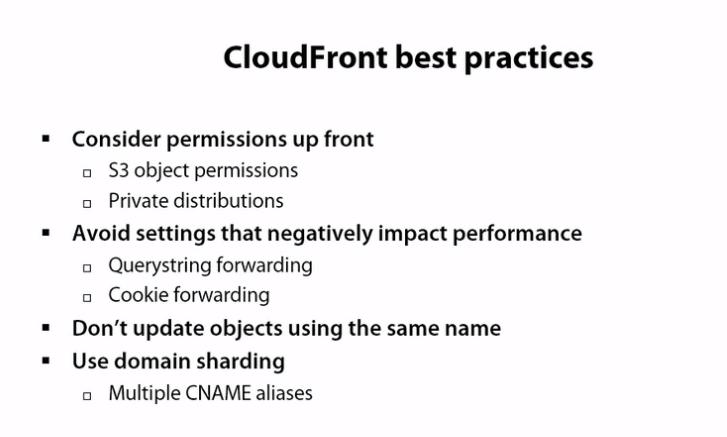 CloudFront best practices
▪ Consider permissions up front
▫ S3 object permissions
▫ Private distributions
▪ Avoid settings that negatively impact performance
▫ Querystring forwarding
▫ Cookie forwarding
▪ Don’t update objects using the same name
▪ Use domain sharding
▫ Multiple CNAME aliases